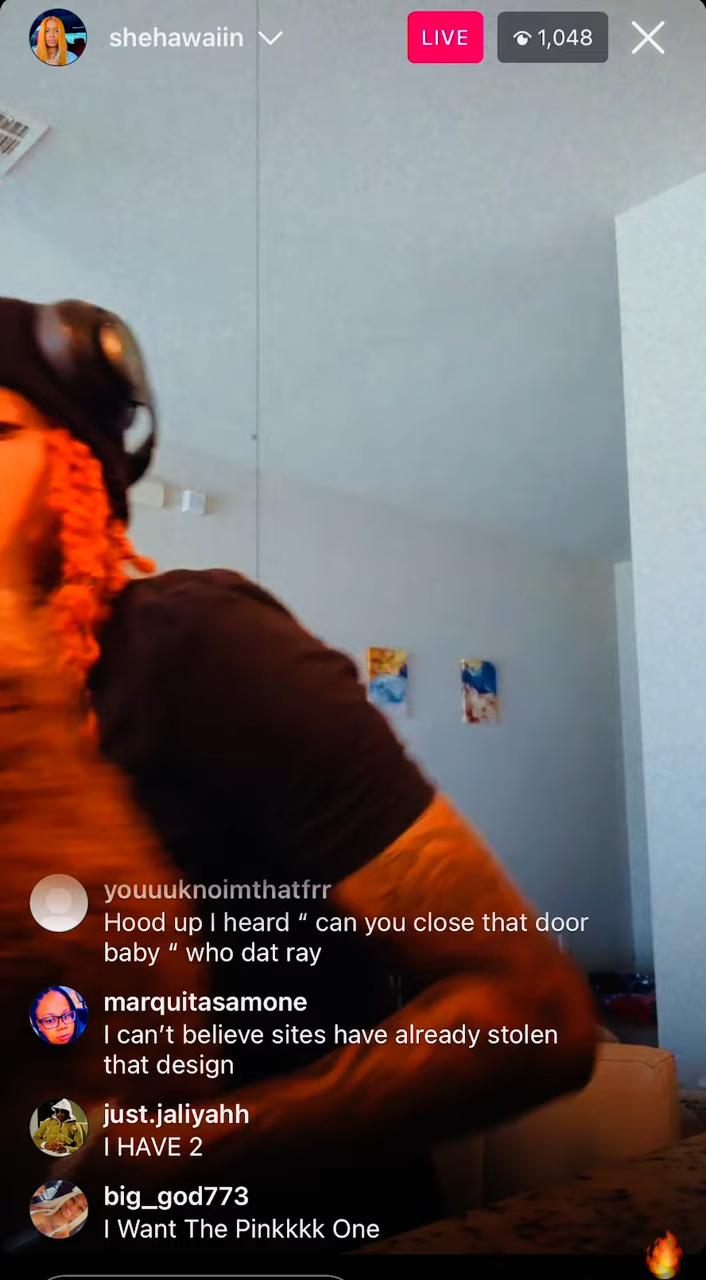 shehawaiin
LIVE
1,048
youuuknoimthatfrr
Hood up I heard “ can you close that door
baby “ who dat ray
marquitasamone
I can’t believe sites have already stolen
that design
just.jaliyahh
I HAVE 2
big_god773
I Want The Pinkkkk One